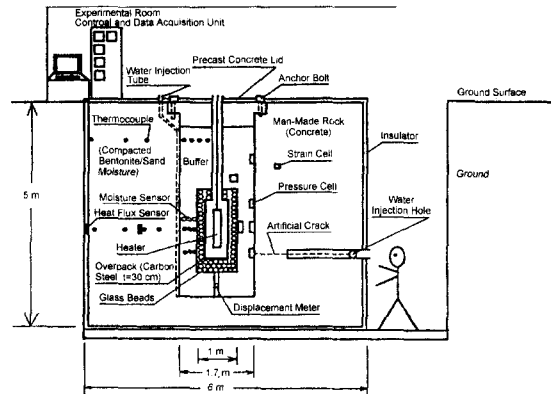 Experimental Room
Controal and Data Acquisition Unit
Water Injection
Tube
Precast Concrete Lid
Anchor Bolt
Ground Surface
Thermocouple
(Compacted
Bentonite/Sand
Moisture)
Buffer
Man-Made Rock
(Concrete)
Insulator
Strain Cell
Ground
5 m
Moisture Sensor
Pressure Cell
Water
Injection Hole
Heat Flux Sensor
Artificial Crack
Heater
Overpack (Carbon
Steel t=30 cm)
Glass Beads
Displacement Meter
1 m
1.7, m
6 m